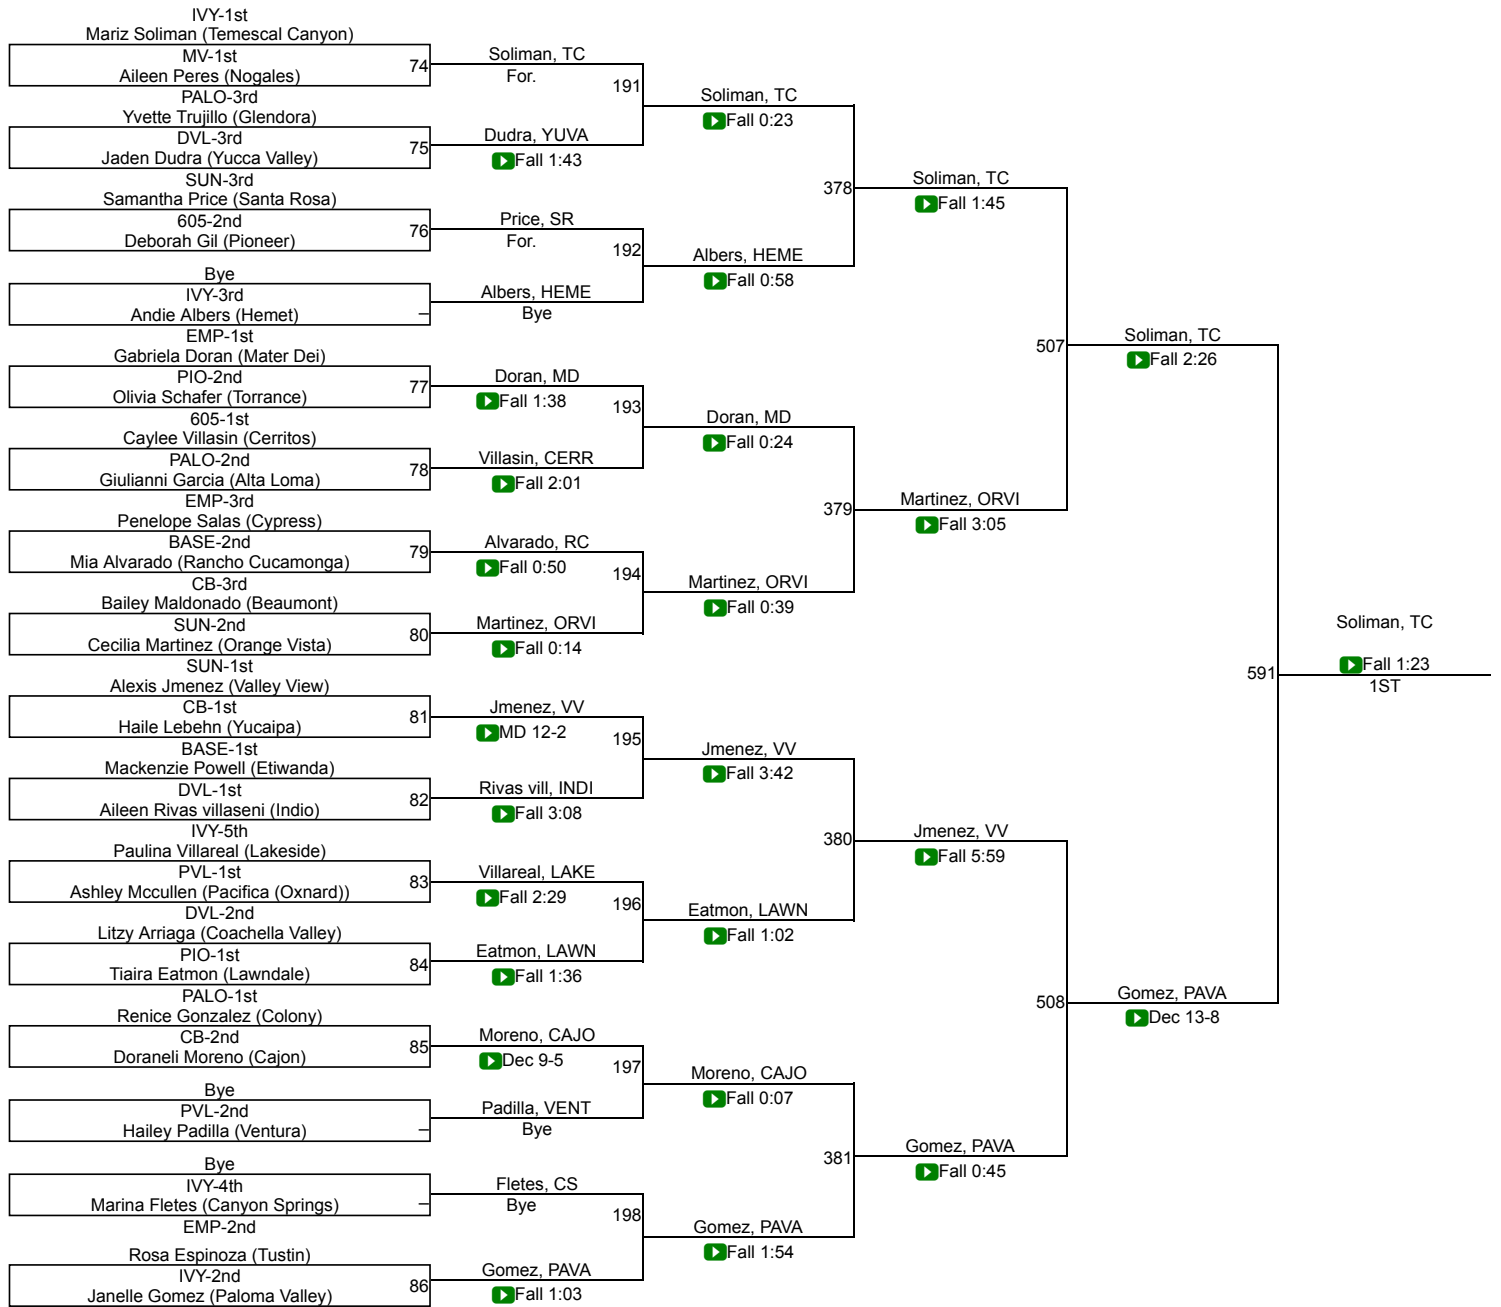 IVY-1st
Mariz Soliman (Temescal Canyon)
MV-1st
Aileen Peres (Nogales)
74
PALO-3rd
Yvette Trujillo (Glendora)
DVL-3rd
Jaden Dudra (Yucca Valley)
75
SUN-3rd
Samantha Price (Santa Rosa)
605-2nd
Deborah Gil (Pioneer)
76
Bye
IVY-3rd
Andie Albers (Hemet)
–
EMP-1st
Gabriela Doran (Mater Dei)
PIO-2nd
Olivia Schafer (Torrance)
77
605-1st
Caylee Villasin (Cerritos)
PALO-2nd
Giulianni Garcia (Alta Loma)
78
EMP-3rd
Penelope Salas (Cypress)
BASE-2nd
Mia Alvarado (Rancho Cucamonga)
79
CB-3rd
Bailey Maldonado (Beaumont)
SUN-2nd
Cecilia Martinez (Orange Vista)
80
SUN-1st
Alexis Jmenez (Valley View)
CB-1st
Haile Lebehn (Yucaipa)
81
BASE-1st
Mackenzie Powell (Etiwanda)
DVL-1st
Aileen Rivas villaseni (Indio)
82
IVY-5th
Paulina Villareal (Lakeside)
PVL-1st
Ashley Mccullen (Pacifica (Oxnard))
83
DVL-2nd
Litzy Arriaga (Coachella Valley)
PIO-1st
Tiaira Eatmon (Lawndale)
84
PALO-1st
Renice Gonzalez (Colony)
CB-2nd
Doraneli Moreno (Cajon)
85
Bye
PVL-2nd
Hailey Padilla (Ventura)
–
Bye
IVY-4th
Marina Fletes (Canyon Springs)
–
EMP-2nd
Rosa Espinoza (Tustin)
IVY-2nd
Janelle Gomez (Paloma Valley)
86
Soliman, TC
For.
191
Dudra, YUVA
Fall 1:43
Price, SR
For.
192
Albers, HEME
Bye
Doran, MD
Fall 1:38
193
Villasin, CERR
Fall 2:01
Alvarado, RC
Fall 0:50
194
Martinez, ORVI
Fall 0:14
Jmenez, VV
MD 12-2
195
Rivas vill, INDI
Fall 3:08
Villareal, LAKE
Fall 2:29
196
Eatmon, LAWN
Fall 1:36
Moreno, CAJO
Dec 9-5
197
Padilla, VENT
Bye
Fletes, CS
Bye
198
Gomez, PAVA
Fall 1:03
Soliman, TC
Fall 0:23
378
Albers, HEME
Fall 0:58
Doran, MD
Fall 0:24
379
Martinez, ORVI
Fall 0:39
Jmenez, VV
Fall 3:42
380
Eatmon, LAWN
Fall 1:02
Moreno, CAJO
Fall 0:07
381
Gomez, PAVA
Fall 1:54
Soliman, TC
Fall 1:45
507
Martinez, ORVI
Fall 3:05
Jmenez, VV
Fall 5:59
508
Gomez, PAVA
Fall 0:45
Soliman, TC
Fall 2:26
591
Gomez, PAVA
Dec 13-8
Soliman, TC
Fall 1:23
1ST